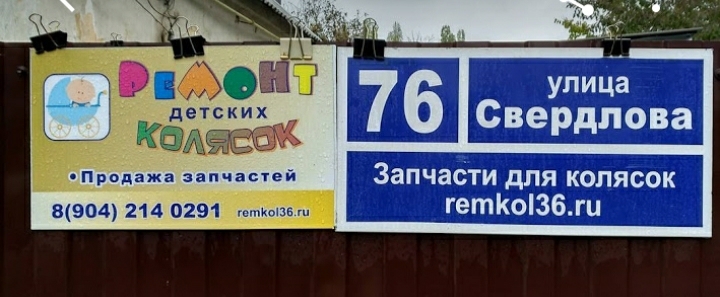 РЕМОНТ
детских
КОЛЯСОК
•Продажа запчастей
8(904) 214 0291 remkol36.ru
76
улица
Свердлова
Запчасти для колясок
remkol36.ru